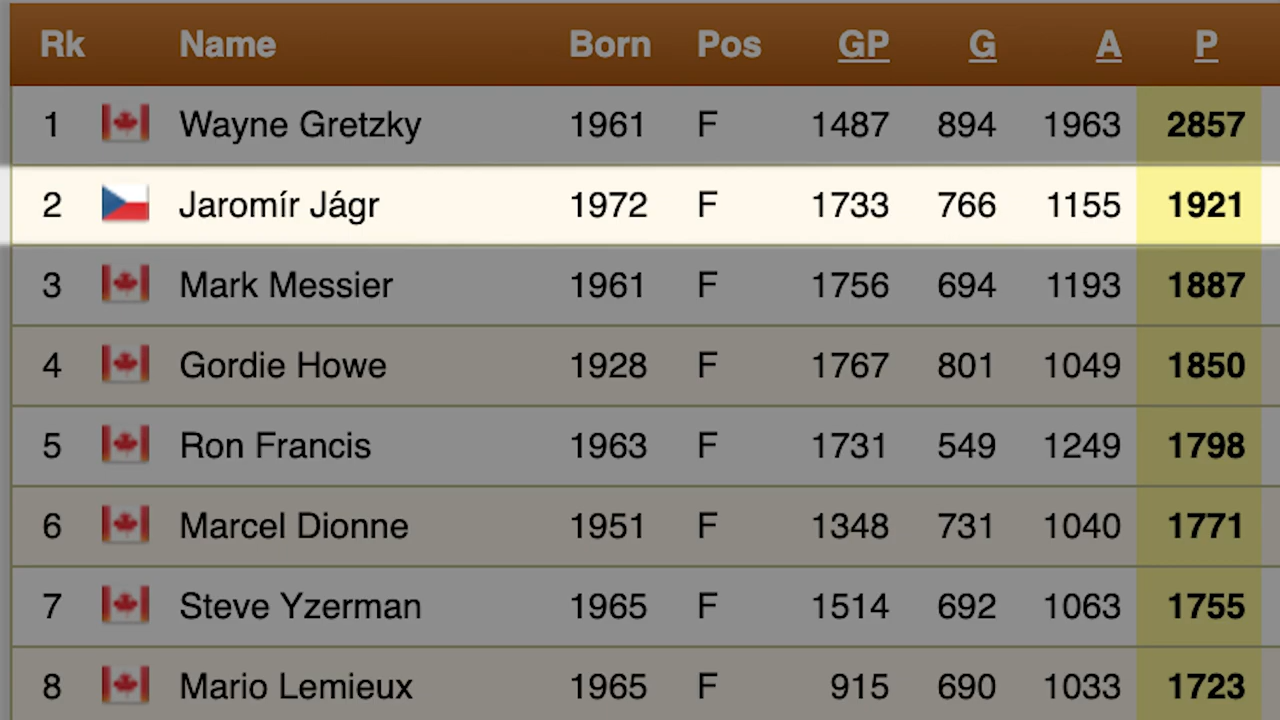 Rk Name Born Pos GP G A P
1 Wayne Gretzky 1961 F 1487 894 1963 2857
2 Jaromír Jágr 1972 F 1733 766 1155 1921
3 Mark Messier 1961 F 1756 694 1193 1887
4 Gordie Howe 1928 F 1767 801 1049 1850
5 Ron Francis 1963 F 1731 549 1249 1798
6 Marcel Dionne 1951 F 1348 731 1040 1771
7 Steve Yzerman 1965 F 1514 692 1063 1755
8 Mario Lemieux 1965 F 915 690 1033 1723